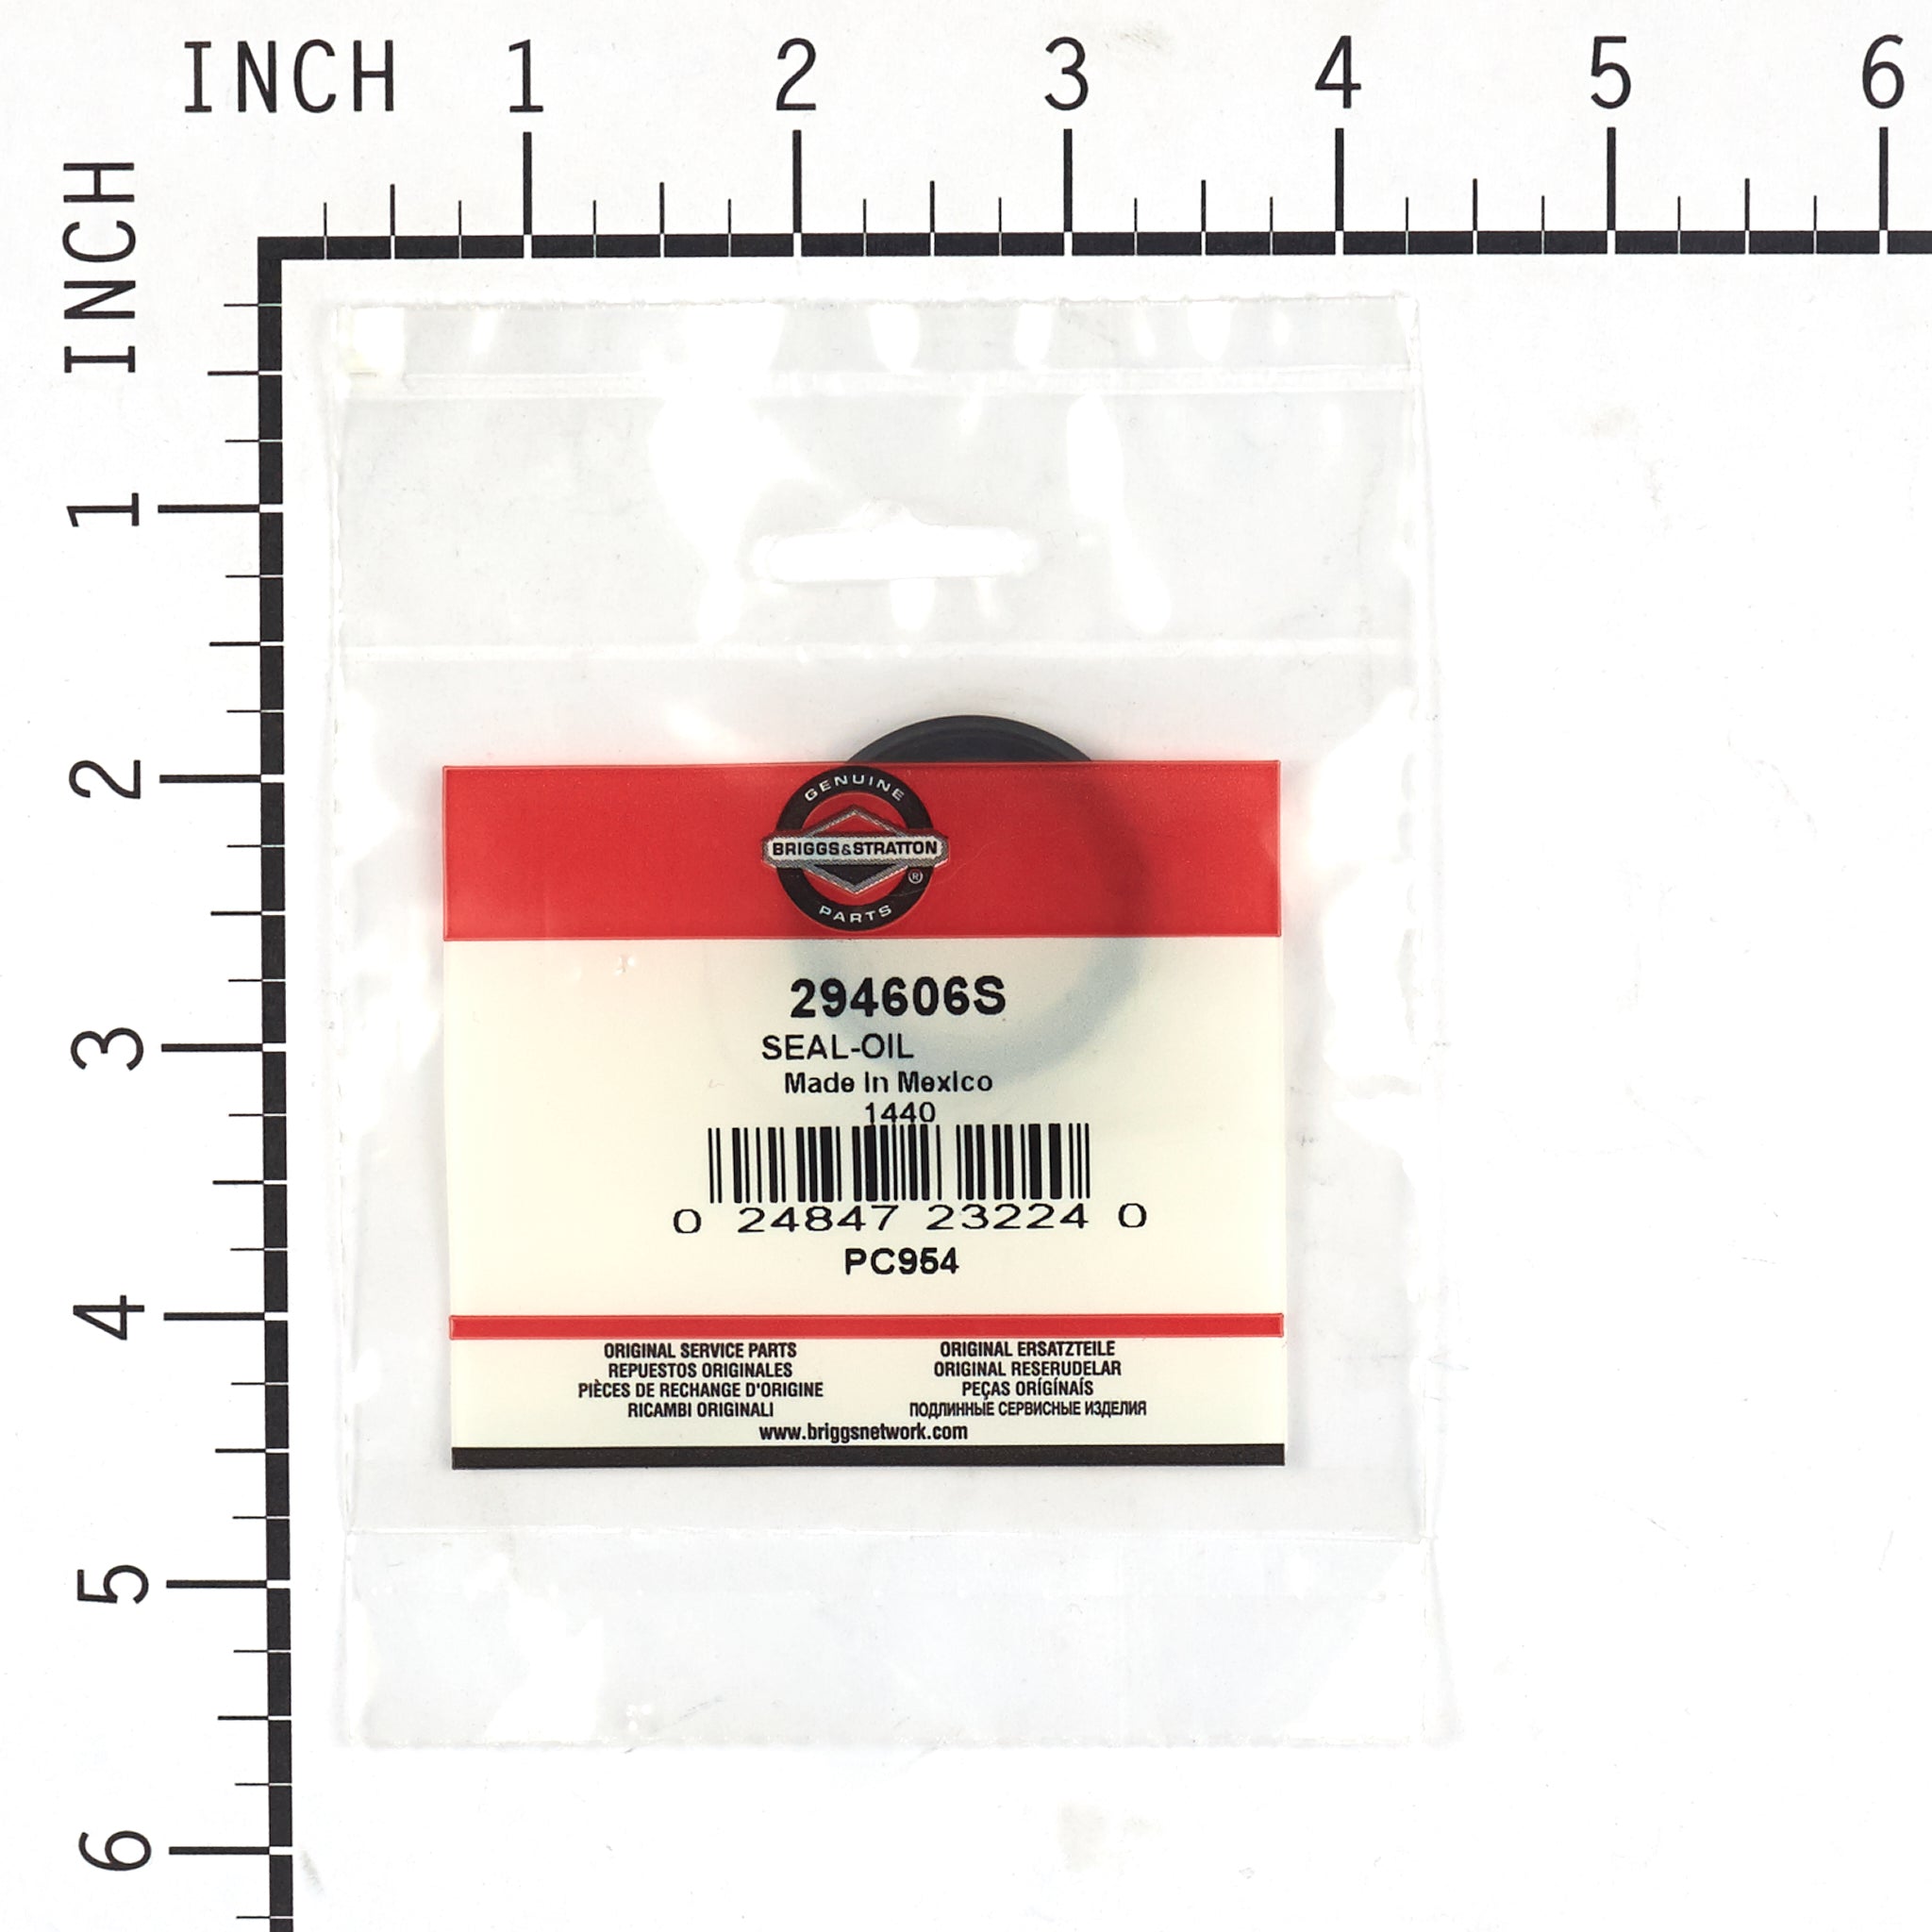 INCH 1 2 3 4 5 6
INCH
1
2
3
4
5
6
GENUINE
BRIGGS&STRATTON
®
PARTS
294606S
SEAL-OIL
Made In Mexico
1440
0 24847 23224 0
PC954
ORIGINAL SERVICE PARTS
REPUESTOS ORIGINALES
PIÈCES DE RECHANGE D'ORIGINE
RICAMBI ORIGINALI
ORIGINAL ERSATZTEILE
ORIGINAL RESERUDELAR
PEÇAS ORÍGÍNAÍS
ПОДЛИННЫЕ СЕРВИСНЫЕ ИЗДЕЛИЯ
www.briggsnetwork.com